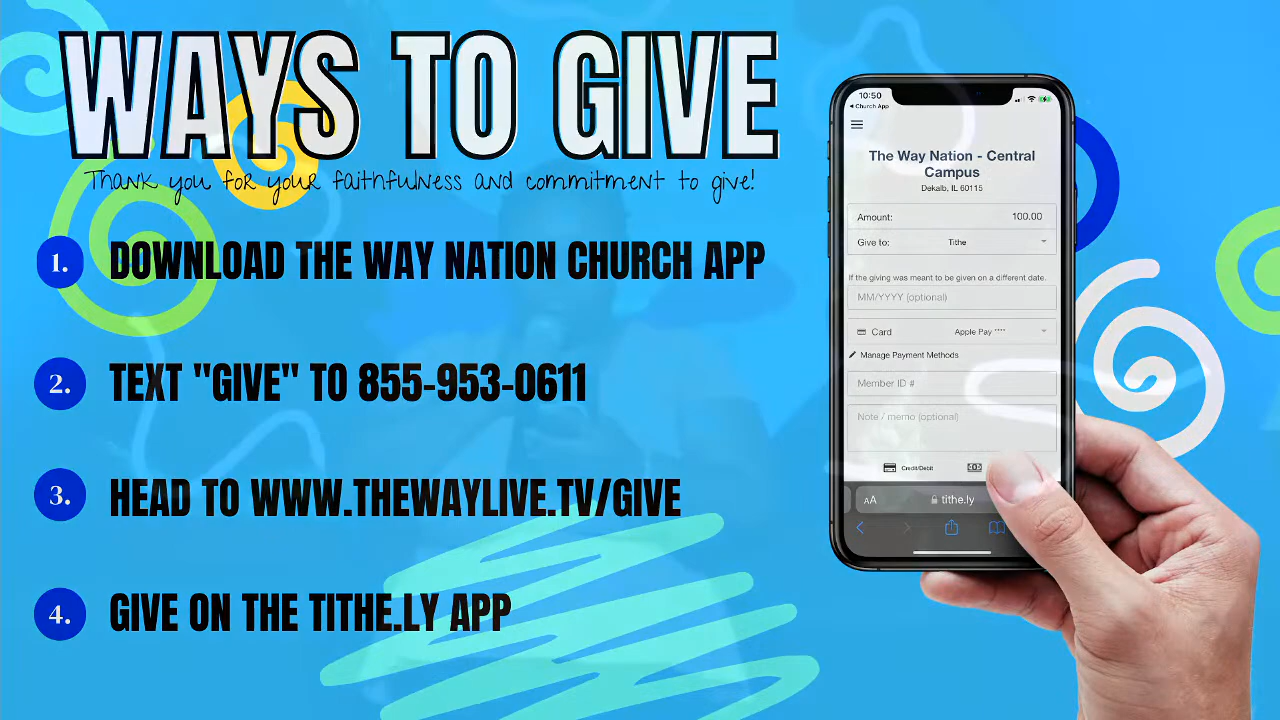 WAYS TO GIVE
Thank you for your faithfulness and commitment to give!
1. DOWNLOAD THE WAY NATION CHURCH APP
2. TEXT "GIVE" TO 855-953-0611
3. HEAD TO WWW.THEWAYLIVE.TV/GIVE
4. GIVE ON THE TITHE.LY APP
10:50
Church App
The Way Nation - Central
Campus
Dekalb, IL 60115
Amount: 100.00
Give to: Tithe
If the giving was meant to be given on a different date.
MM/YYYY (optional)
Card Apple Pay ****
Manage Payment Methods
Member ID #
Note / memo (optional)
Credit/Debit
AA tithe.ly